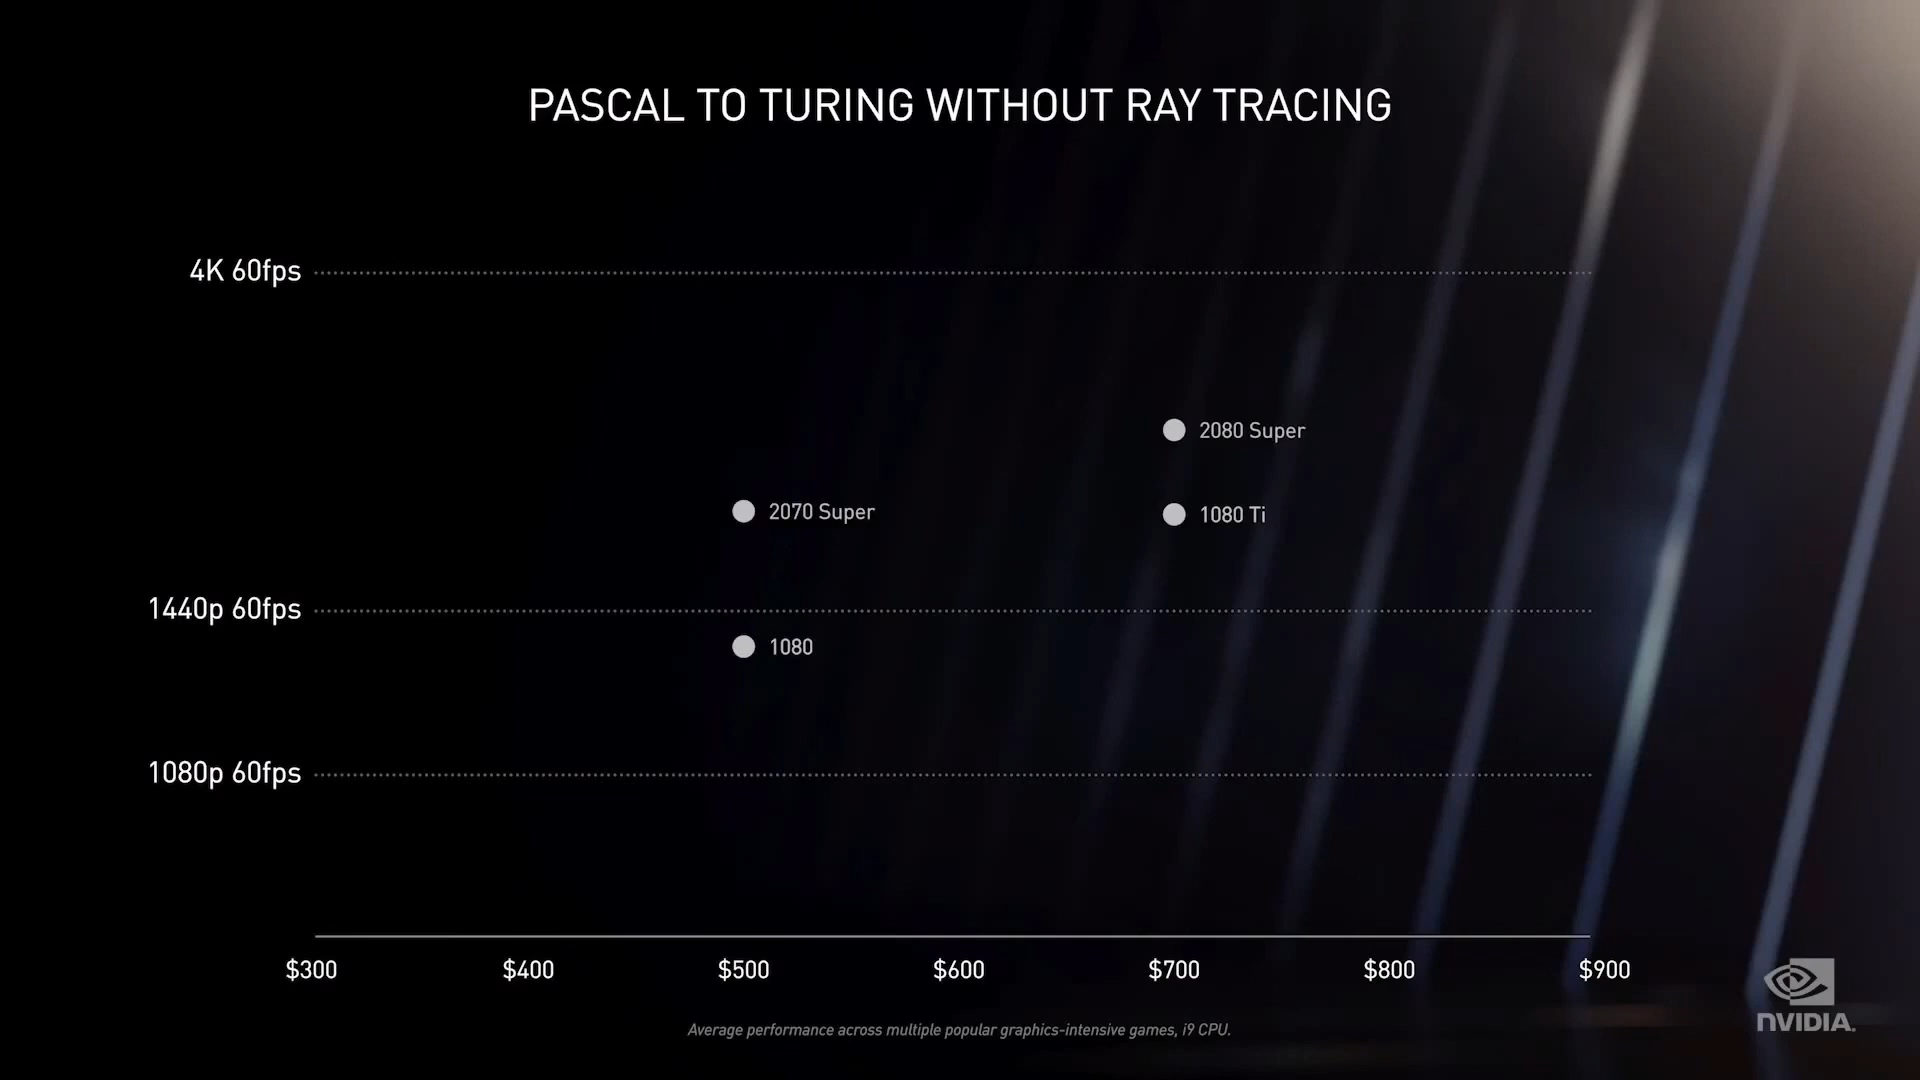 PASCAL TO TURING WITHOUT RAY TRACING
4K 60fps
2080 Super
2070 Super
1080 Ti
1440p 60fps
1080
1080p 60fps
$300 $400 $500 $600 $700 $800 $900
Average performance across multiple popular graphics-intensive games, i9 CPU.
NVIDIA.